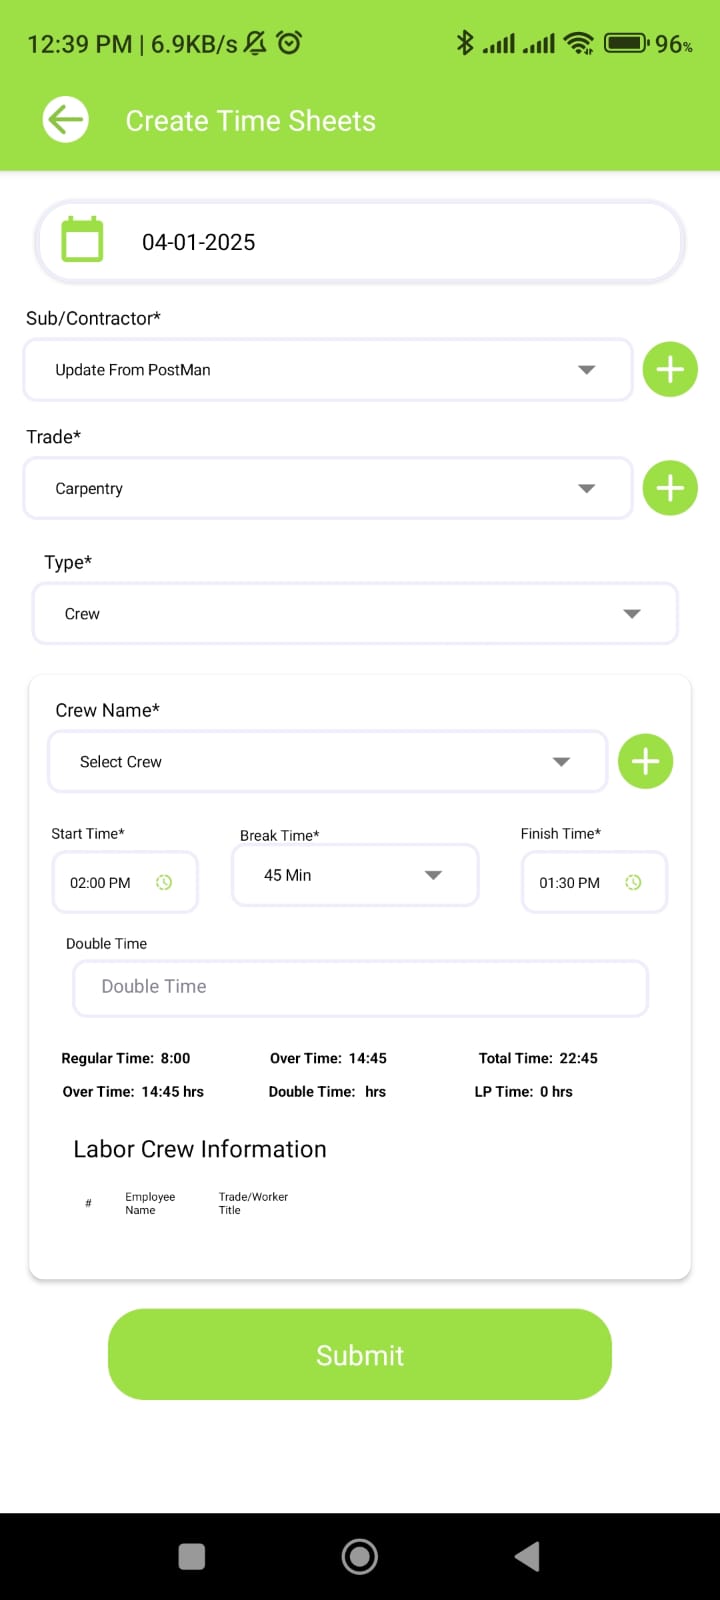 12:39 PM | 6.9KB/s 96%
Create Time Sheets
04-01-2025
Sub/Contractor*
Update From PostMan
Trade*
Carpentry
Type*
Crew
Crew Name*
Select Crew
Start Time* Break Time* Finish Time*
02:00 PM 45 Min 01:30 PM
Double Time
Double Time
Regular Time: 8:00 Over Time: 14:45 Total Time: 22:45
Over Time: 14:45 hrs Double Time: hrs LP Time: 0 hrs
Labor Crew Information
# Employee Trade/Worker
Name Title
Submit